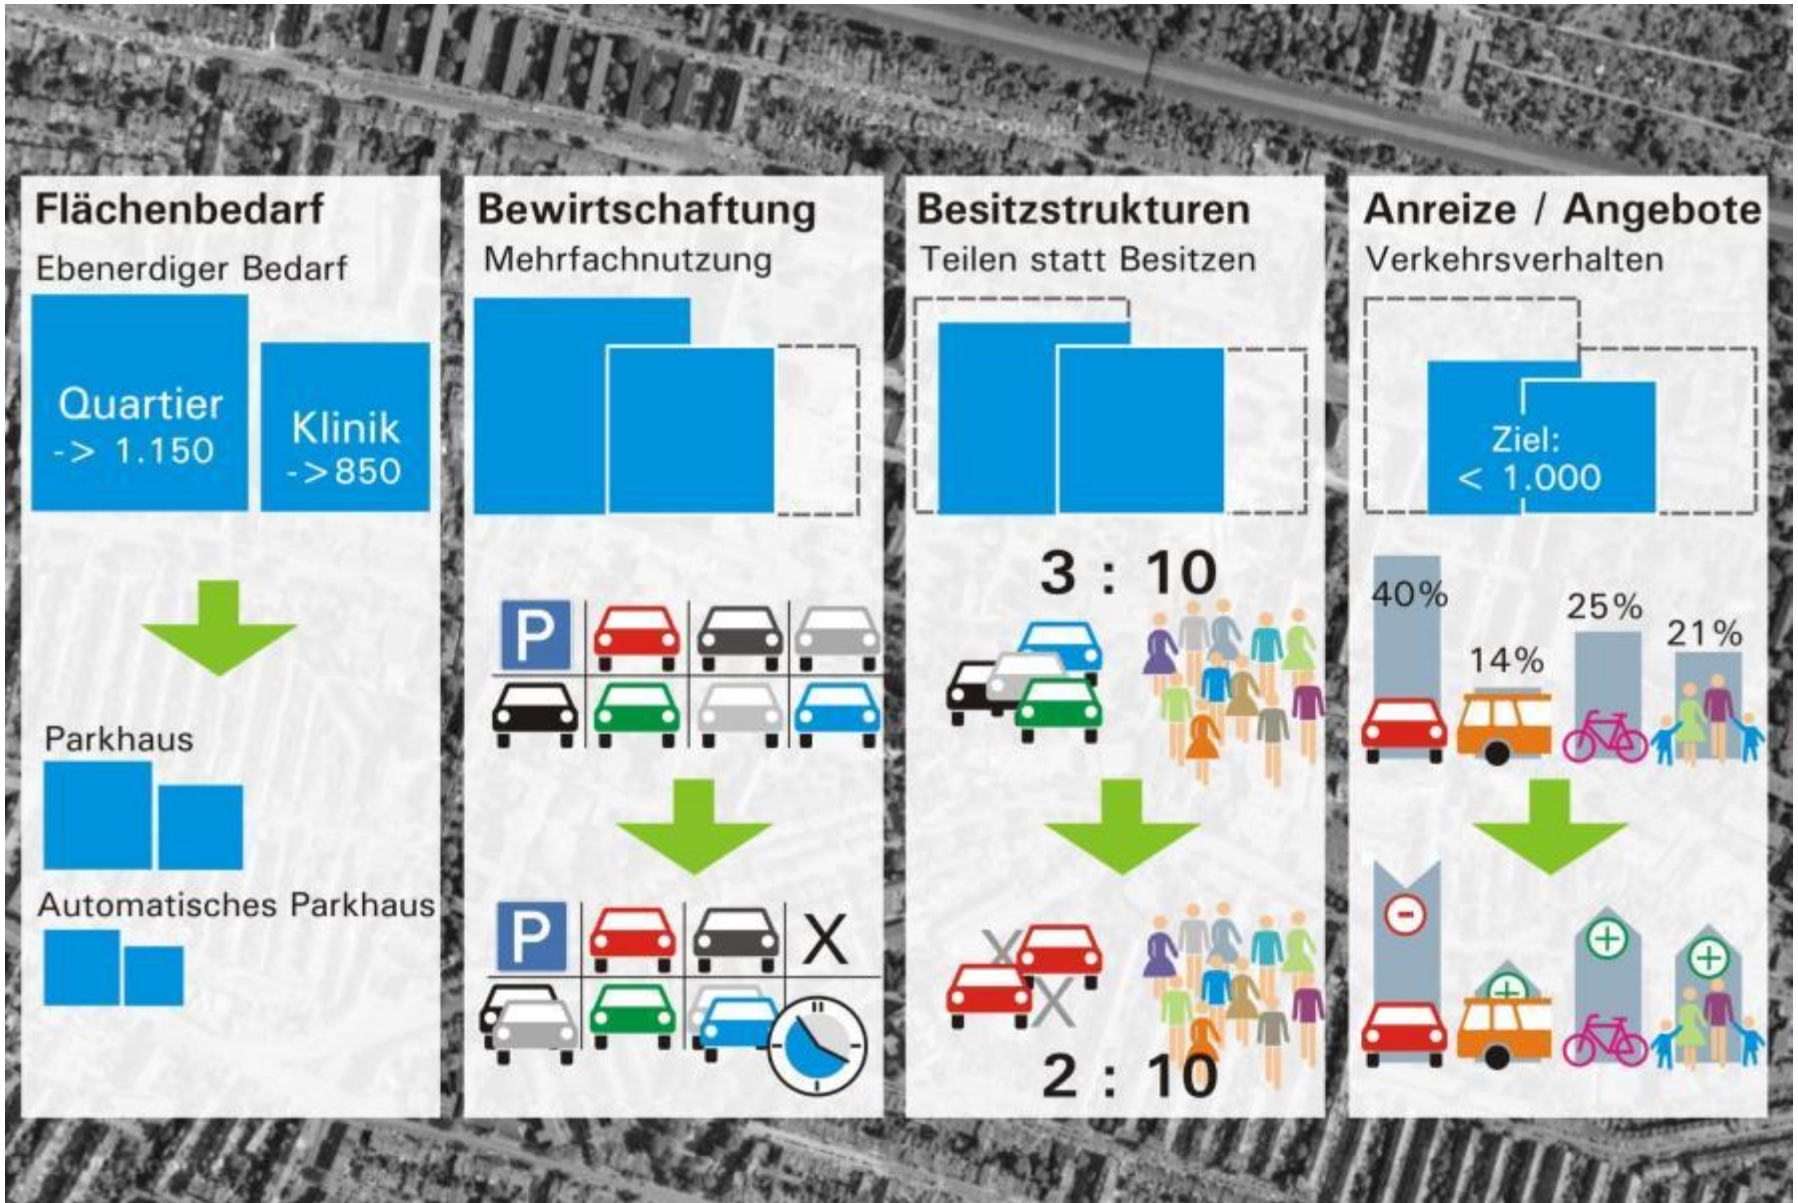 Flächenbedarf
Ebenerdiger Bedarf
Quartier
-> 1.150
Klinik
->850
Parkhaus
Automatisches Parkhaus
Bewirtschaftung
Mehrfachnutzung
P
P
X
Besitzstrukturen
Teilen statt Besitzen
3 : 10
X
X
2 : 10
Anreize / Angebote
Verkehrsverhalten
Ziel:
< 1.000
40%
14%
25%
21%
-
+
+
+